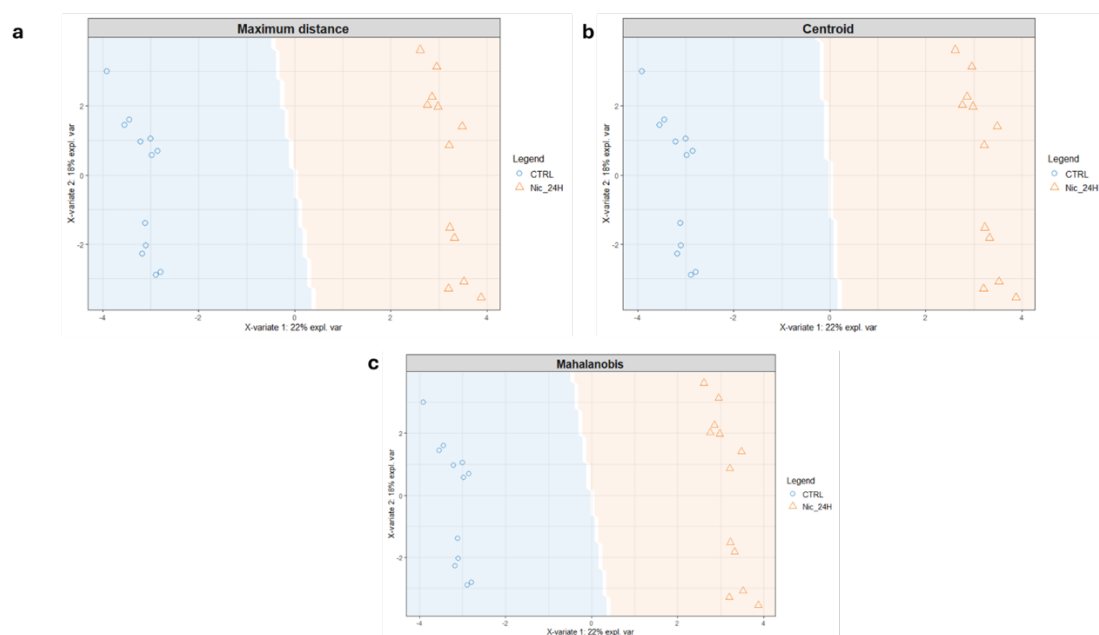 a
Maximum distance
2
0
-2
-4
-2
0
2
4
X-variate 1: 22% expl. var
X-variate 2: 18% expl. var
Legend
CTRL
Nic_24H
b
Centroid
2
0
-2
-4
-2
0
2
4
X-variate 1: 22% expl. var
X-variate 2: 18% expl. var
Legend
CTRL
Nic_24H
c
Mahalanobis
2
0
-2
-4
-2
0
2
4
X-variate 1: 22% expl. var
X-variate 2: 18% expl. var
Legend
CTRL
Nic_24H